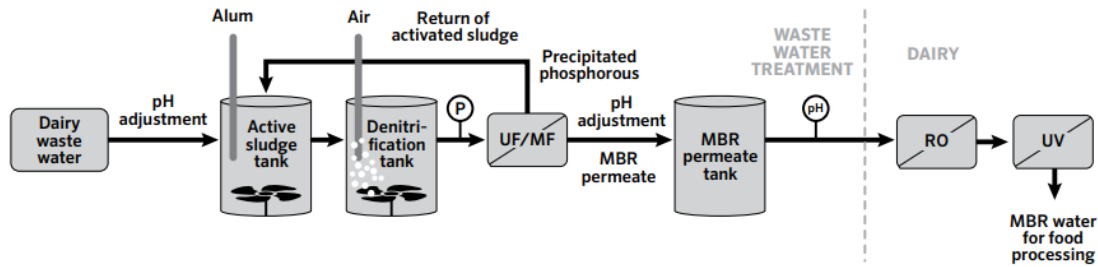 Alum
Air
Return of
activated sludge
Precipitated
phosphorous
WASTE
WATER
TREATMENT
DAIRY
Dairy
waste
water
pH
adjustment
Active
sludge
tank
Denitri-
fication
tank
P
UF/MF
pH
adjustment
MBR
permeate
MBR
permeate
tank
pH
RO
UV
MBR water
for food
processing